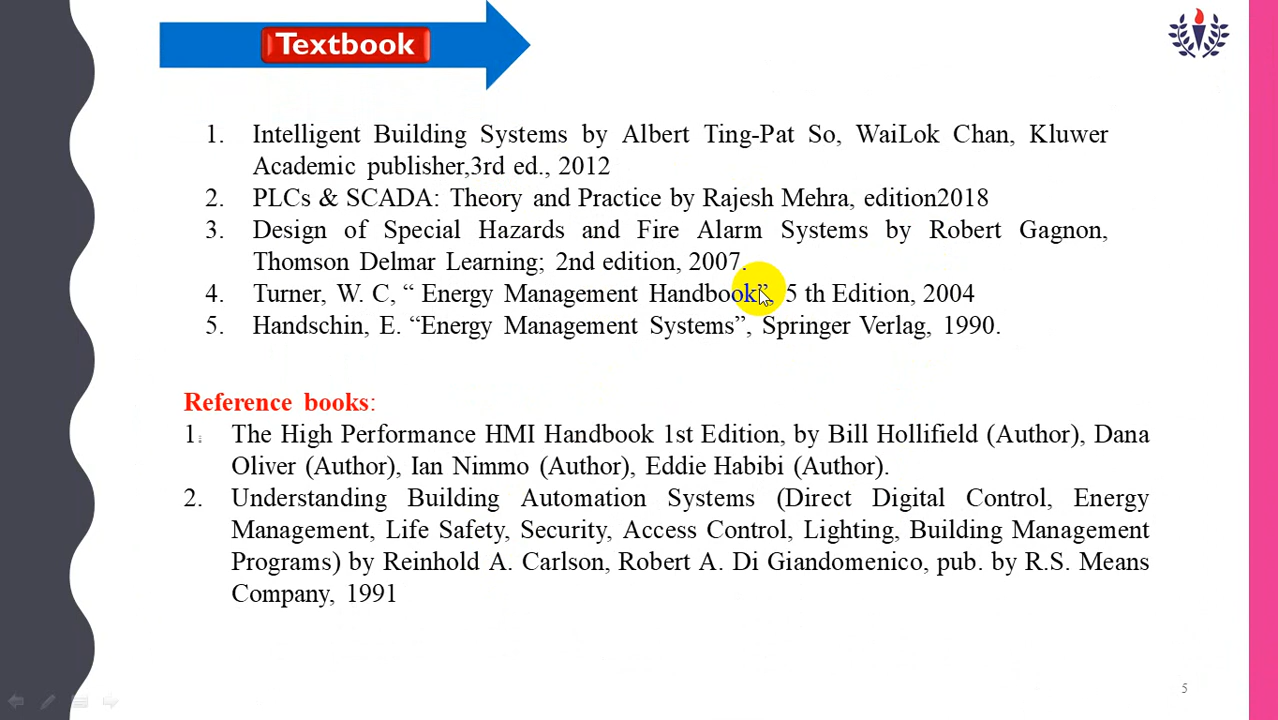 Textbook
1. Intelligent Building Systems by Albert Ting-Pat So, WaiLok Chan, Kluwer
Academic publisher,3rd ed., 2012
2. PLCs & SCADA: Theory and Practice by Rajesh Mehra, edition2018
3. Design of Special Hazards and Fire Alarm Systems by Robert Gagnon,
Thomson Delmar Learning; 2nd edition, 2007.
4. Turner, W. C, “ Energy Management Handbook”, 5 th Edition, 2004
5. Handschin, E. “Energy Management Systems”, Springer Verlag, 1990.
Reference books:
1. The High Performance HMI Handbook 1st Edition, by Bill Hollifield (Author), Dana
Oliver (Author), Ian Nimmo (Author), Eddie Habibi (Author).
2. Understanding Building Automation Systems (Direct Digital Control, Energy
Management, Life Safety, Security, Access Control, Lighting, Building Management
Programs) by Reinhold A. Carlson, Robert A. Di Giandomenico, pub. by R.S. Means
Company, 1991
5